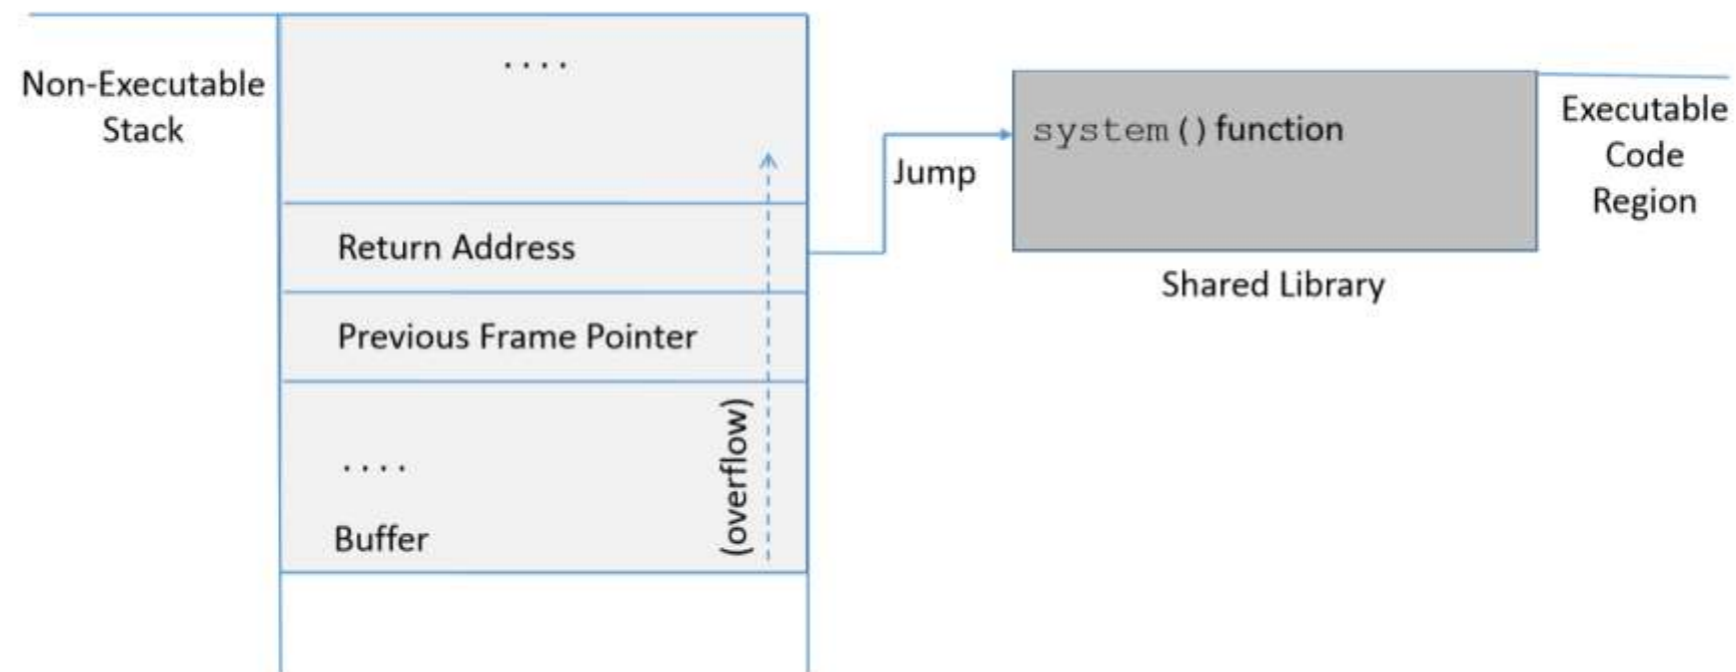 Non-Executable
Stack
....
Return Address
Previous Frame Pointer
....
Buffer
(overflow)
Jump
system() function
Shared Library
Executable
Code
Region